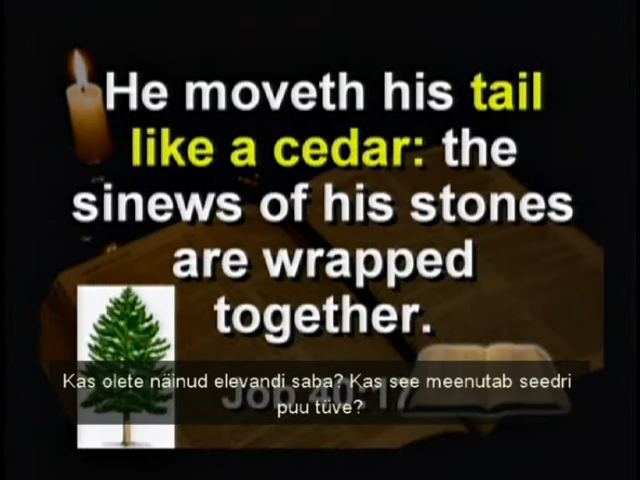 He moveth his tail
like a cedar: the
sinews of his stones
are wrapped
together.
Kas olete näinud elevandi saba? Kas see meenutab seedri
Job 40:17
puu tüve?